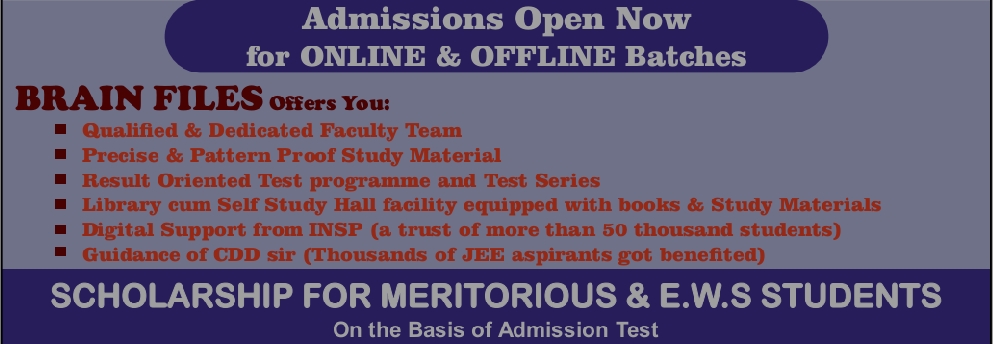 Admissions Open Now
for ONLINE & OFFLINE Batches
BRAIN FILES Offers You:
Qualified & Dedicated Faculty Team
Precise & Pattern Proof Study Material
Result Oriented Test programme and Test Series
Library cum Self Study Hall facility equipped with books & Study Materials
Digital Support from INSP (a trust of more than 50 thousand students)
Guidance of CDD sir (Thousands of JEE aspirants got benefited)
SCHOLARSHIP FOR MERITORIOUS & E.W.S STUDENTS
On the Basis of Admission Test